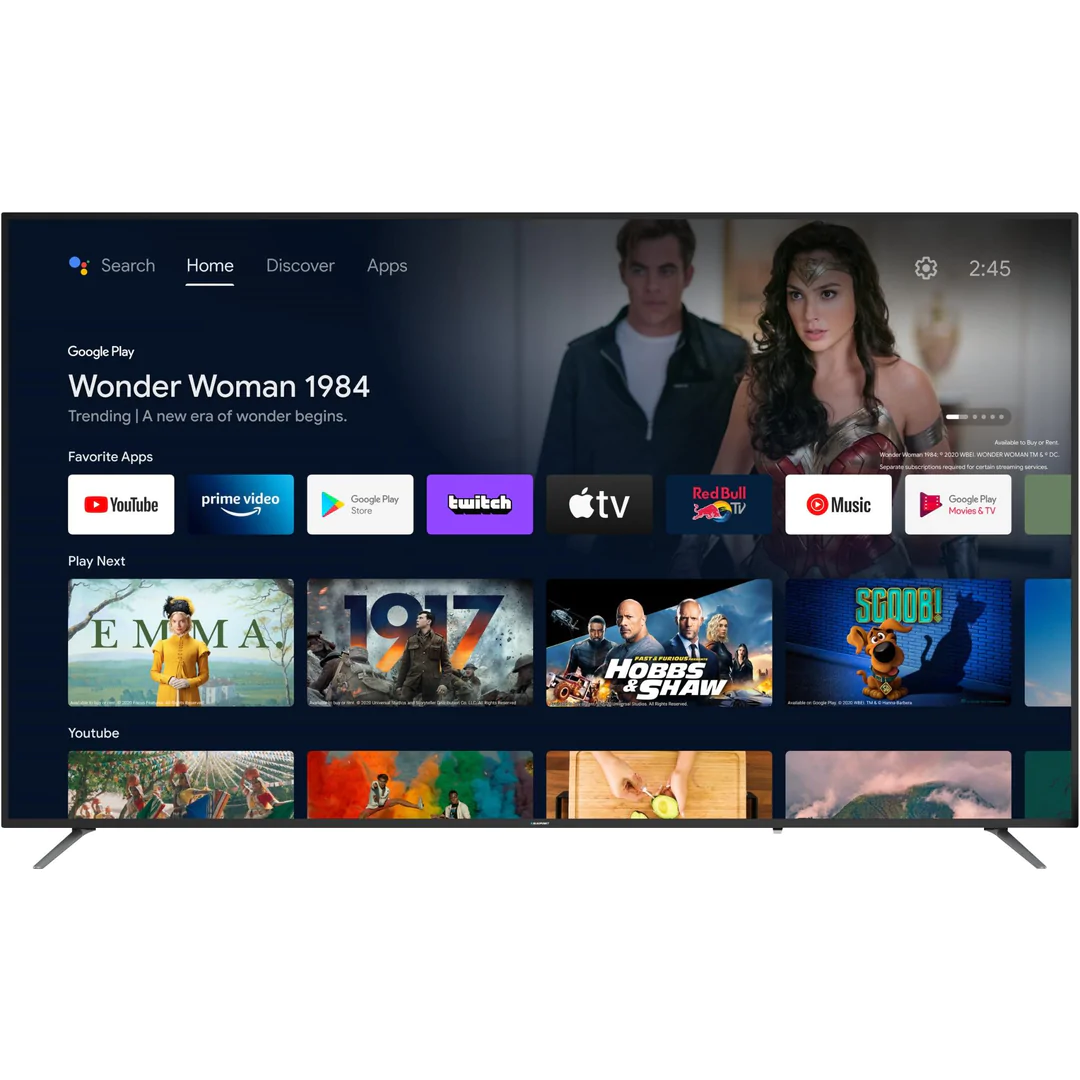 Search Home Discover Apps 2:45
Google Play
Wonder Woman 1984
Trending | A new era of wonder begins.
Available to Buy or Rent.
Favorite Apps
Wonder Woman 1984: © 2020 WBEI. WONDER WOMAN TM & © DC.
Separate subscriptions required for certain streaming services.
YouTube
prime video
Google Play
Store
twitch
tv
Red Bull
TV
Music
Google Play
Movies & TV
Play Next
EMMA.
1917
FAST & FURIOUS PRESENTS
HOBBS
& SHAW
SCOOB!
Available on Google Play. © 2020 WBEI. TM & © Hanna-Barbera
Youtube
BLAUPUNKT